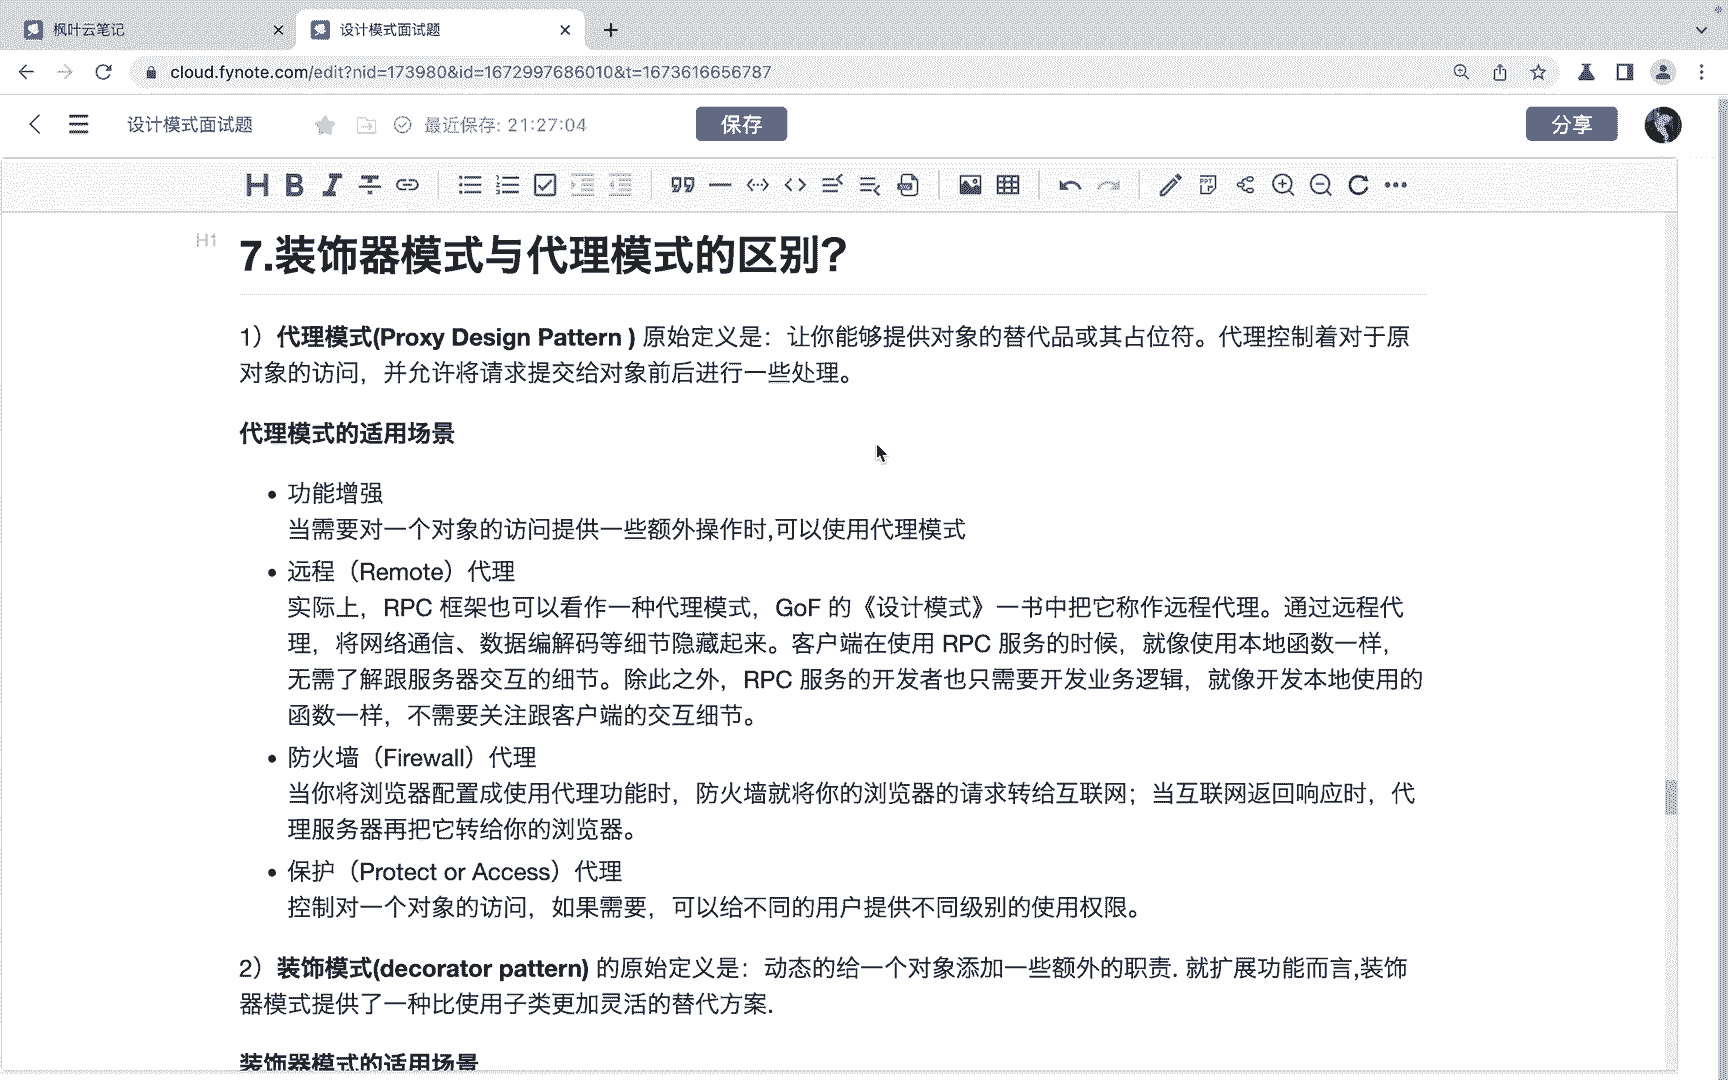 枫叶云笔记
设计模式面试题
cloud.fynote.com/edit?nid=173980&id=1672997686010&t=1673616656787
设计模式面试题
最近保存: 21:27:04
保存
分享
H1
7.装饰器模式与代理模式的区别?
1）代理模式(Proxy Design Pattern ) 原始定义是：让你能够提供对象的替代品或其占位符。代理控制着对于原
对象的访问，并允许将请求提交给对象前后进行一些处理。
代理模式的适用场景
功能增强
当需要对一个对象的访问提供一些额外操作时,可以使用代理模式
远程（Remote）代理
实际上，RPC 框架也可以看作一种代理模式，GoF 的《设计模式》一书中把它称作远程代理。通过远程代
理，将网络通信、数据编解码等细节隐藏起来。客户端在使用 RPC 服务的时候，就像使用本地函数一样，
无需了解跟服务器交互的细节。除此之外，RPC 服务的开发者也只需要开发业务逻辑，就像开发本地使用的
函数一样，不需要关注跟客户端的交互细节。
防火墙（Firewall）代理
当你将浏览器配置成使用代理功能时，防火墙就将你的浏览器的请求转给互联网；当互联网返回响应时，代
理服务器再把它转给你的浏览器。
保护（Protect or Access）代理
控制对一个对象的访问，如果需要，可以给不同的用户提供不同级别的使用权限。
2）装饰模式(decorator pattern) 的原始定义是：动态的给一个对象添加一些额外的职责. 就扩展功能而言,装饰
器模式提供了一种比使用子类更加灵活的替代方案.
装饰器模式的适用场景